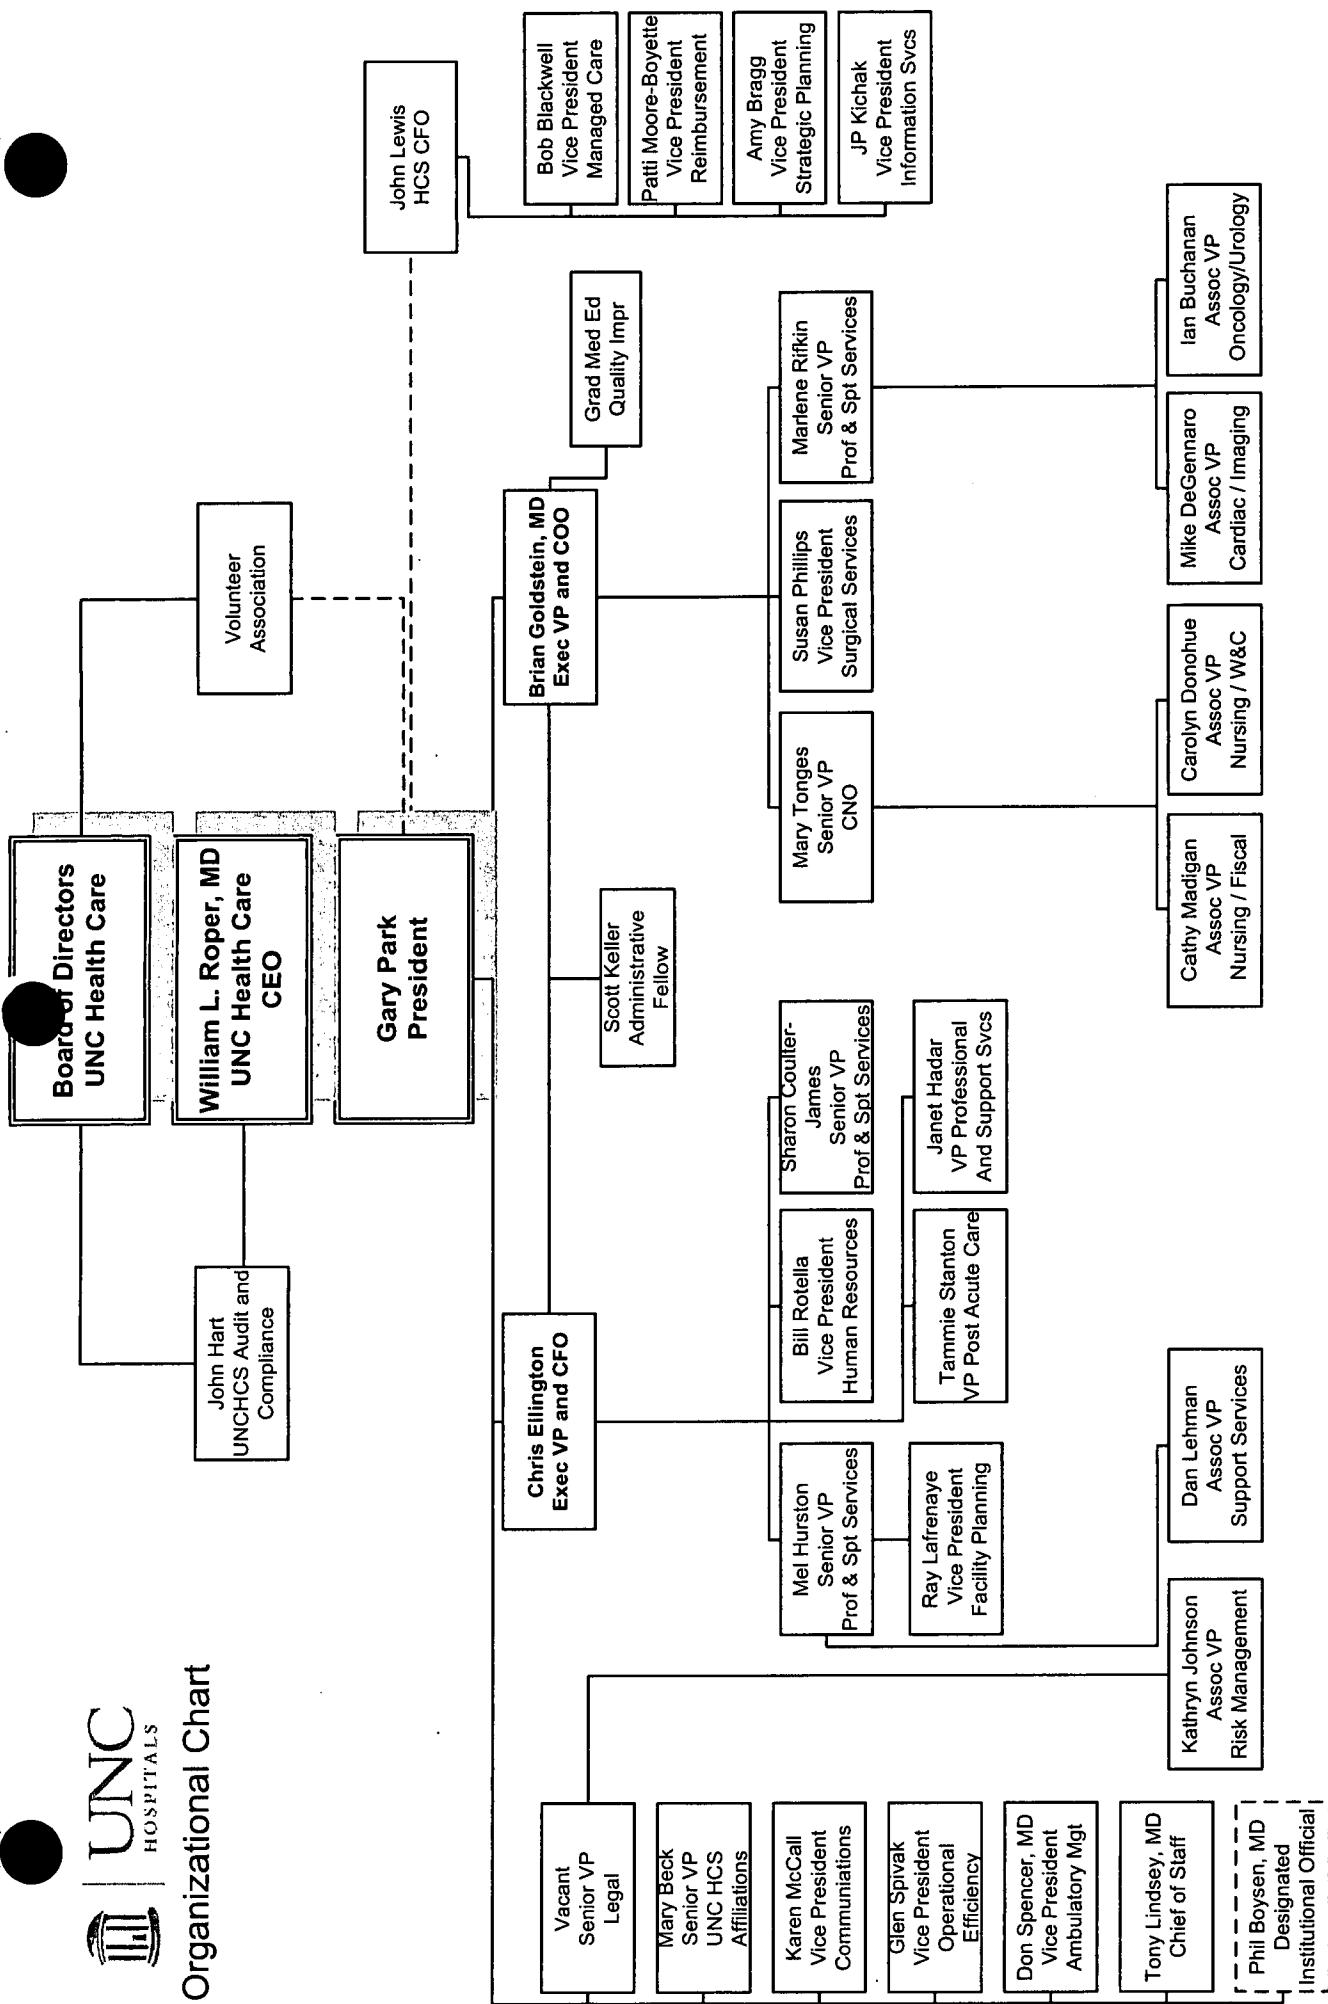 UNC
HOSPITALS
Organizational Chart
Board of Directors
UNC Health Care
William L. Roper, MD
UNC Health Care
CEO
Gary Park
President
John Hart
UNCHCS Audit and
Compliance
Volunteer
Association
John Lewis
HCS CFO
Bob Blackwell
Vice President
Managed Care
Patti Moore-Boyette
Vice President
Reimbursement
Amy Bragg
Vice President
Strategic Planning
JP Kichak
Vice President
Information Svcs
Chris Ellington
Exec VP and CFO
Brian Goldstein, MD
Exec VP and COO
Grad Med Ed
Quality Impr
Scott Keller
Administrative
Fellow
Vacant
Senior VP
Legal
Mary Beck
Senior VP
UNC HCS
Affiliations
Karen McCall
Vice President
Communiations
Glen Spivak
Vice President
Operational
Efficiency
Don Spencer, MD
Vice President
Ambulatory Mgt
Tony Lindsey, MD
Chief of Staff
Phil Boysen, MD
Designated
Institutional Official
Mel Hurston
Senior VP
Prof & Spt Services
Bill Rotella
Vice President
Human Resources
Sharon Coulter-
James
Senior VP
Prof & Spt Services
Mary Tonges
Senior VP
CNO
Susan Phillips
Vice President
Surgical Services
Marlene Rifkin
Senior VP
Prof & Spt Services
Ray Lafrenaye
Vice President
Facility Planning
Tammie Stanton
VP Post Acute Care
Janet Hadar
VP Professional
And Support Svcs
Kathryn Johnson
Assoc VP
Risk Management
Dan Lehman
Assoc VP
Support Services
Cathy Madigan
Assoc VP
Nursing / Fiscal
Carolyn Donohue
Assoc VP
Nursing / W&C
Mike DeGennaro
Assoc VP
Cardiac / Imaging
Ian Buchanan
Assoc VP
Oncology/Urology